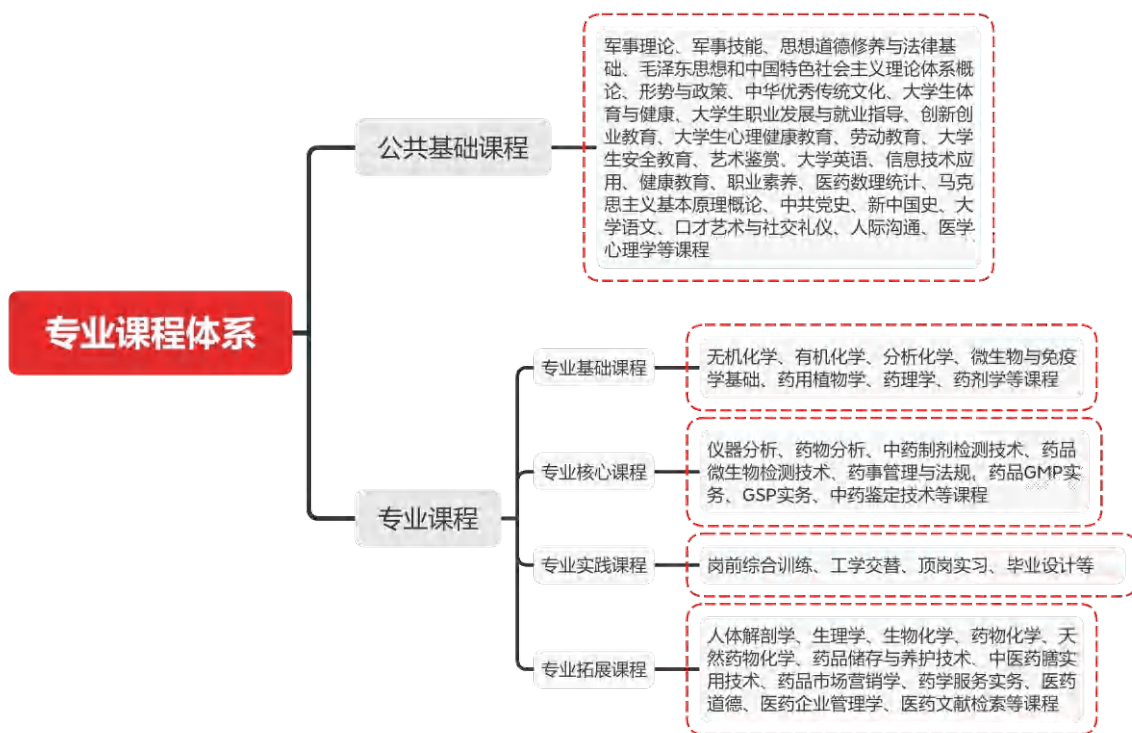 专业课程体系
公共基础课程
军事理论、军事技能、思想道德修养与法律基
础、毛泽东思想和中国特色社会主义理论体系概
论、形势与政策、中华优秀传统文化、大学生体
育与健康、大学生职业发展与就业指导、创新创
业教育、大学生心理健康教育、劳动教育、大学
生安全教育、艺术鉴赏、大学英语、信息技术应
用、健康教育、职业素养、医药数理统计、马克
思主义基本原理概论、中共党史、新中国史、大
学语文、口才艺术与社交礼仪、人际沟通、医学
心理学等课程
专业课程
专业基础课程
无机化学、有机化学、分析化学、微生物与免疫
学基础、药用植物学、药理学、药剂学等课程
专业核心课程
仪器分析、药物分析、中药制剂检测技术、药品
微生物检测技术、药事管理与法规、药品GMP实
务、GSP实务、中药鉴定技术等课程
专业实践课程
岗前综合训练、工学交替、顶岗实习、毕业设计等
专业拓展课程
人体解剖学、生理学、生物化学、药物化学、天
然药物化学、药品储存与养护技术、中医药膳实
用技术、药品市场营销学、药学服务实务、医药
道德、医药企业管理学、医药文献检索等课程